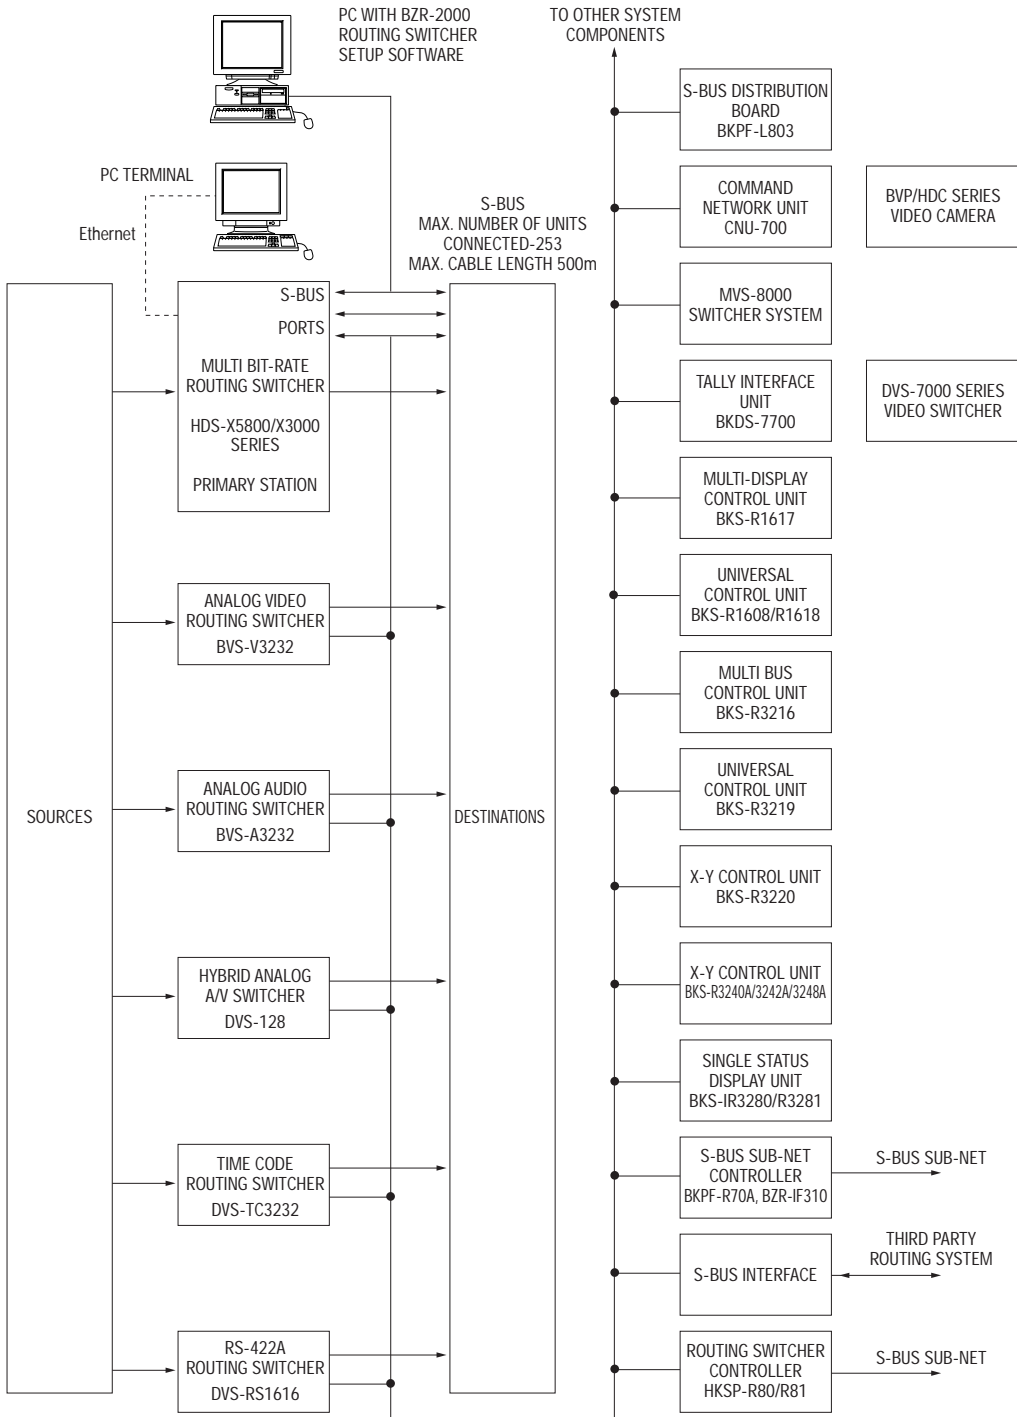 PC WITH BZR-2000
ROUTING SWITCHER
SETUP SOFTWARE
TO OTHER SYSTEM
COMPONENTS
PC TERMINAL
Ethernet
S-BUS
MAX. NUMBER OF UNITS
CONNECTED-253
MAX. CABLE LENGTH 500m
SOURCES
S-BUS
PORTS
MULTI BIT-RATE
ROUTING SWITCHER
HDS-X5800/X3000
SERIES
PRIMARY STATION
ANALOG VIDEO
ROUTING SWITCHER
BVS-V3232
ANALOG AUDIO
ROUTING SWITCHER
BVS-A3232
HYBRID ANALOG
A/V SWITCHER
DVS-128
TIME CODE
ROUTING SWITCHER
DVS-TC3232
RS-422A
ROUTING SWITCHER
DVS-RS1616
DESTINATIONS
S-BUS DISTRIBUTION
BOARD
BKPF-L803
COMMAND
NETWORK UNIT
CNU-700
BVP/HDC SERIES
VIDEO CAMERA
MVS-8000
SWITCHER SYSTEM
TALLY INTERFACE
UNIT
BKDS-7700
DVS-7000 SERIES
VIDEO SWITCHER
MULTI-DISPLAY
CONTROL UNIT
BKS-R1617
UNIVERSAL
CONTROL UNIT
BKS-R1608/R1618
MULTI BUS
CONTROL UNIT
BKS-R3216
UNIVERSAL
CONTROL UNIT
BKS-R3219
X-Y CONTROL UNIT
BKS-R3220
X-Y CONTROL UNIT
BKS-R3240A/3242A/3248A
SINGLE STATUS
DISPLAY UNIT
BKS-IR3280/R3281
S-BUS SUB-NET
CONTROLLER
BKPF-R70A, BZR-IF310
S-BUS SUB-NET
S-BUS INTERFACE
THIRD PARTY
ROUTING SYSTEM
ROUTING SWITCHER
CONTROLLER
HKSP-R80/R81
S-BUS SUB-NET